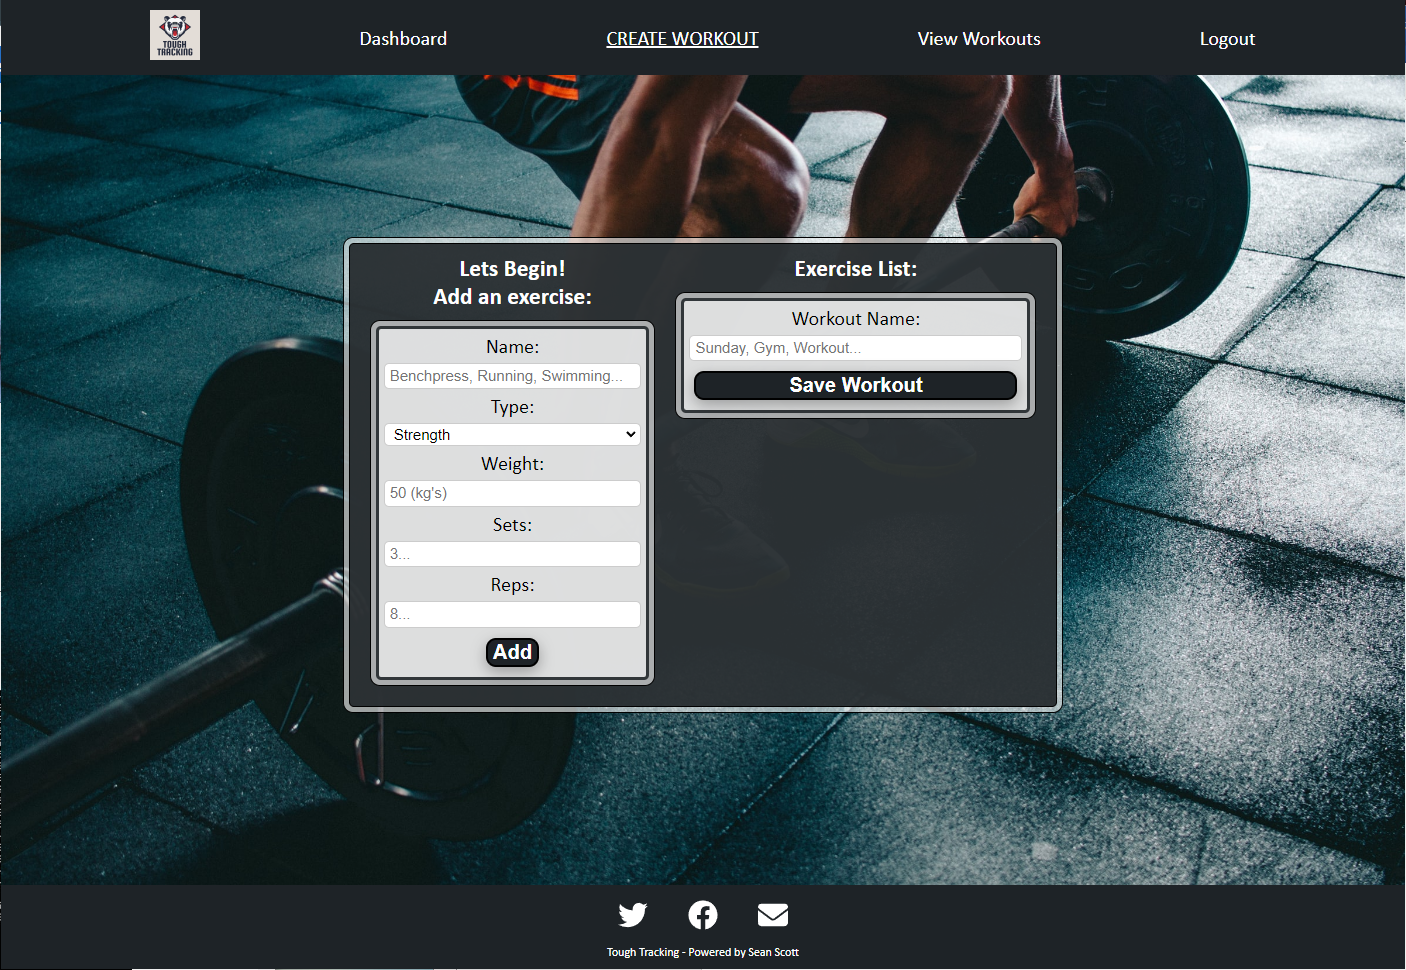 TOUGH
TRACKING
Dashboard
CREATE WORKOUT
View Workouts
Logout
Lets Begin!
Add an exercise:
Name:
Benchpress, Running, Swimming...
Type:
Strength
Weight:
50 (kg's)
Sets:
3...
Reps:
8...
Add
Exercise List:
Workout Name:
Sunday, Gym, Workout...
Save Workout
Tough Tracking - Powered by Sean Scott